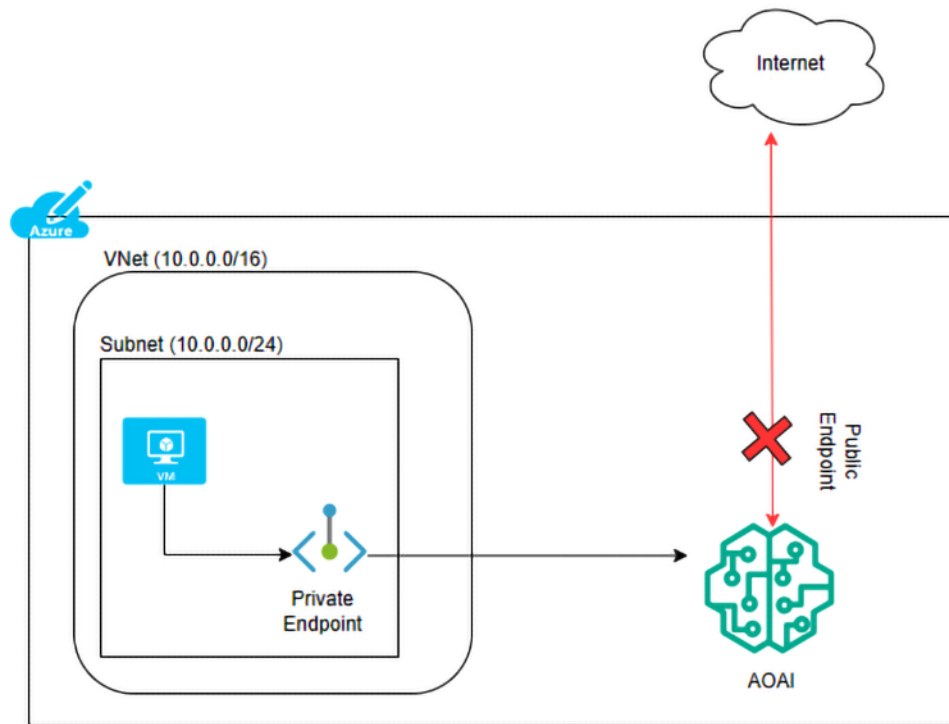 Internet
Azure
VNet (10.0.0.0/16)
Subnet (10.0.0.0/24)
VM
Private
Endpoint
Public
Endpoint
AOAI